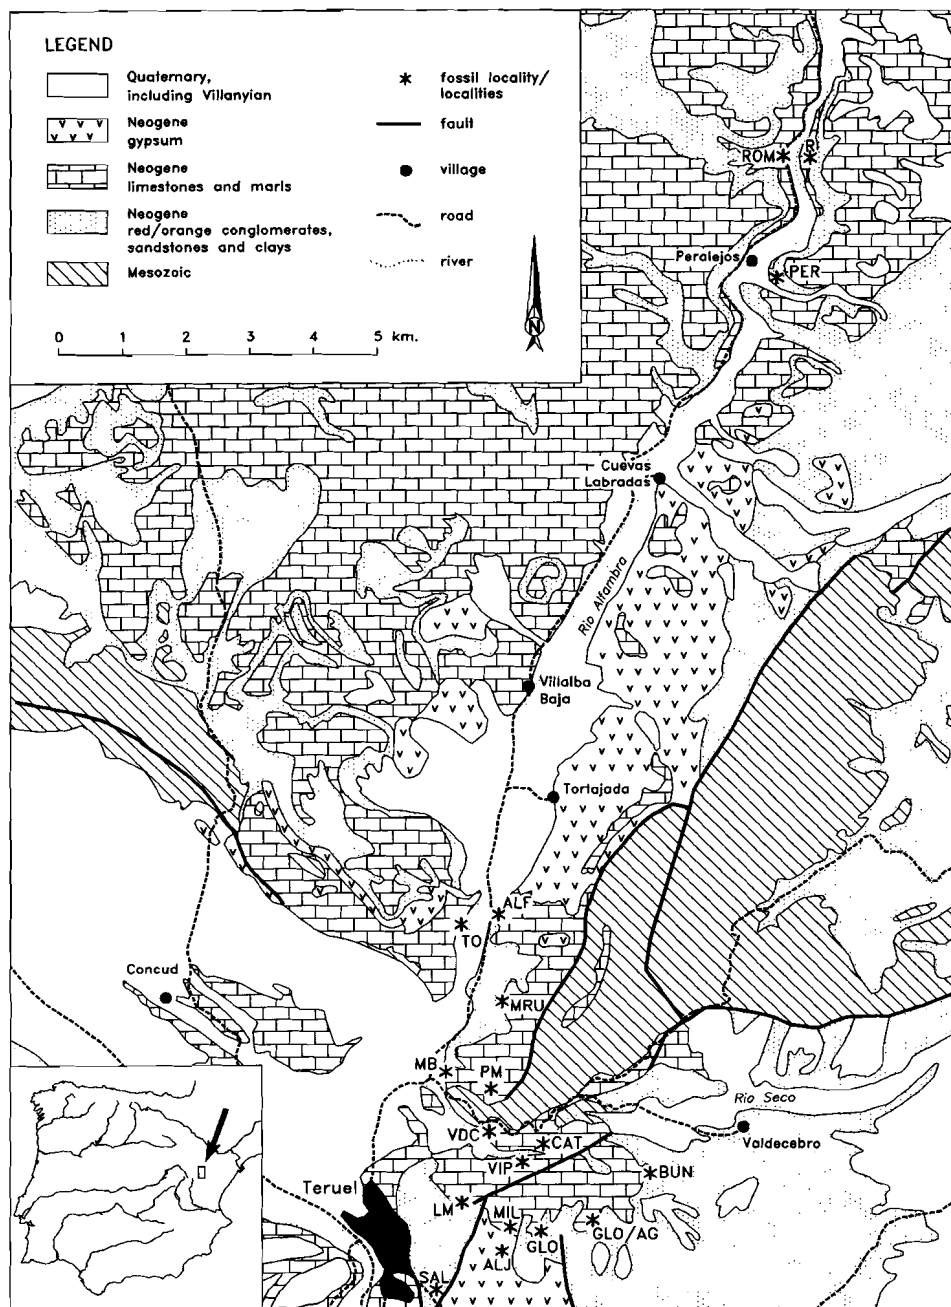 LEGEND
Quaternary,
including Villanyian
Neogene
gypsum
Neogene
limestones and marls
Neogene
red/orange conglomerates,
sandstones and clays
Mesozoic
fossil locality/
localities
fault
village
road
river
0 1 2 3 4 5 km.
N
ROM
R
Peralejos
PER
Cuevas
Labradas
Rio Alfambra
Villalba
Baja
Tortajada
ALF
TO
Concud
MRU
MB
PM
Rio Seco
VDC
CAT
Valdecebro
VIP
BUN
Teruel
LM
MIL
GLO
GLO/AG
ALJ
SAL